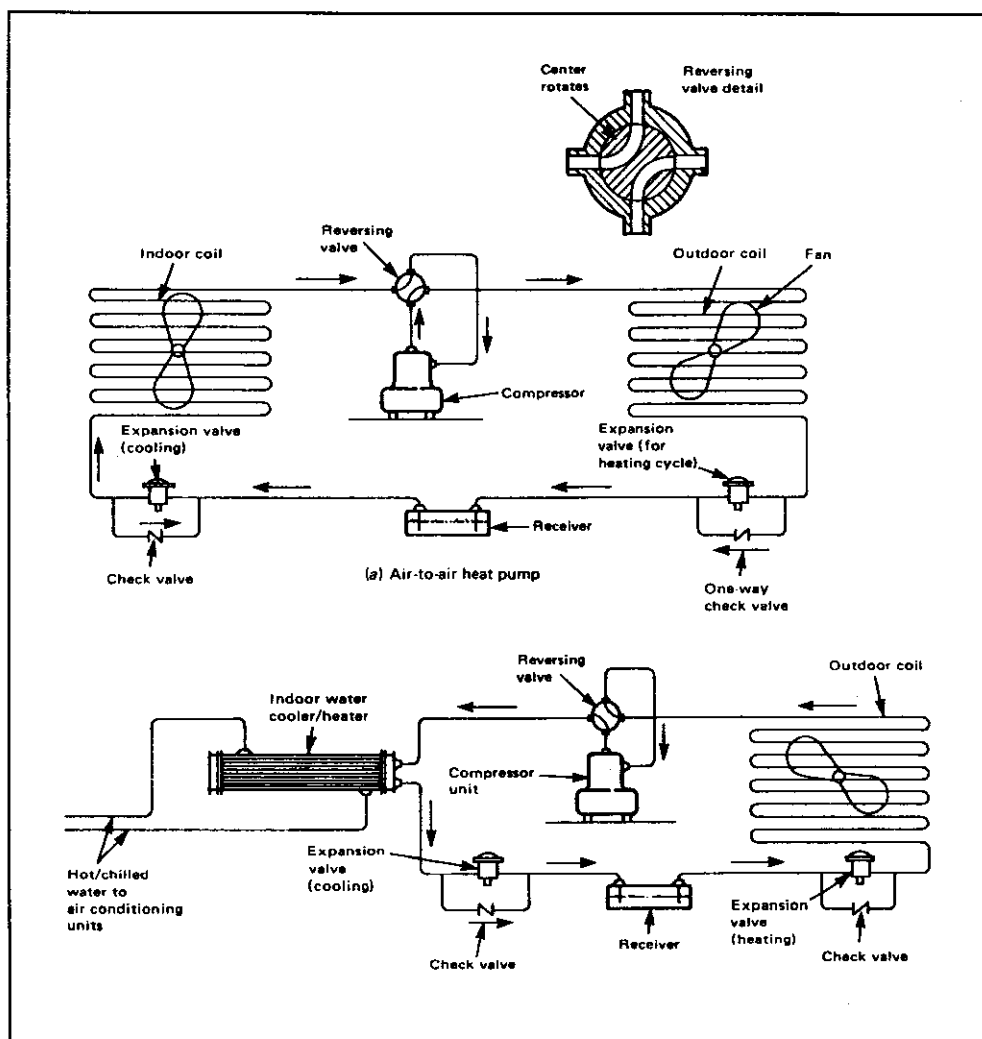 Center
rotates
Reversing
valve detail
Reversing
valve
Indoor coil
Outdoor coil
Fan
Compressor
Expansion valve
(cooling)
Expansion
valve (for
heating cycle)
Receiver
Check valve
(a) Air-to-air heat pump
One-way
check valve
Reversing
valve
Outdoor coil
Indoor water
cooler/heater
Compressor
unit
Expansion
valve
(cooling)
Hot/chilled
water to
air conditioning
units
Expansion
valve
(heating)
Receiver
Check valve
Check valve